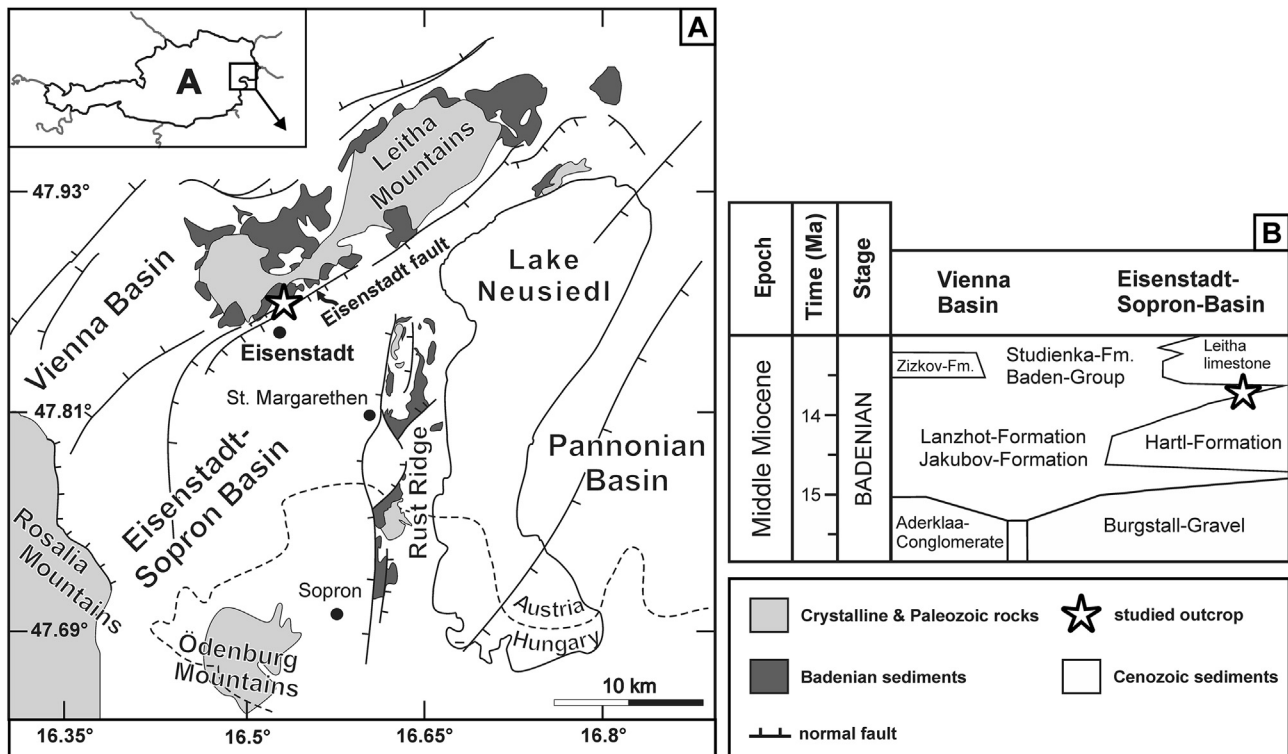 A
A
Leitha
Mountains
47.93°
Vienna Basin
Eisenstadt fault
Lake
Neusiedl
Eisenstadt
St. Margarethen
47.81°
Eisenstadt-
Sopron Basin
Rust Ridge
Pannonian
Basin
Rosalia
Mountains
Sopron
Austria
Hungary
47.69°
Ödenburg
Mountains
10 km
16.35°
16.5°
16.65°
16.8°
B
Epoch
Time (Ma)
Stage
Vienna
Basin
Eisenstadt-
Sopron-Basin
Middle Miocene
14
15
BADENIAN
Zizkov-Fm.
Studienka-Fm.
Baden-Group
Leitha
limestone
Lanzhot-Formation
Jakubov-Formation
Hartl-Formation
Aderklaa-
Conglomerate
Burgstall-Gravel
Crystalline & Paleozoic rocks
studied outcrop
Badenian sediments
Cenozoic sediments
normal fault